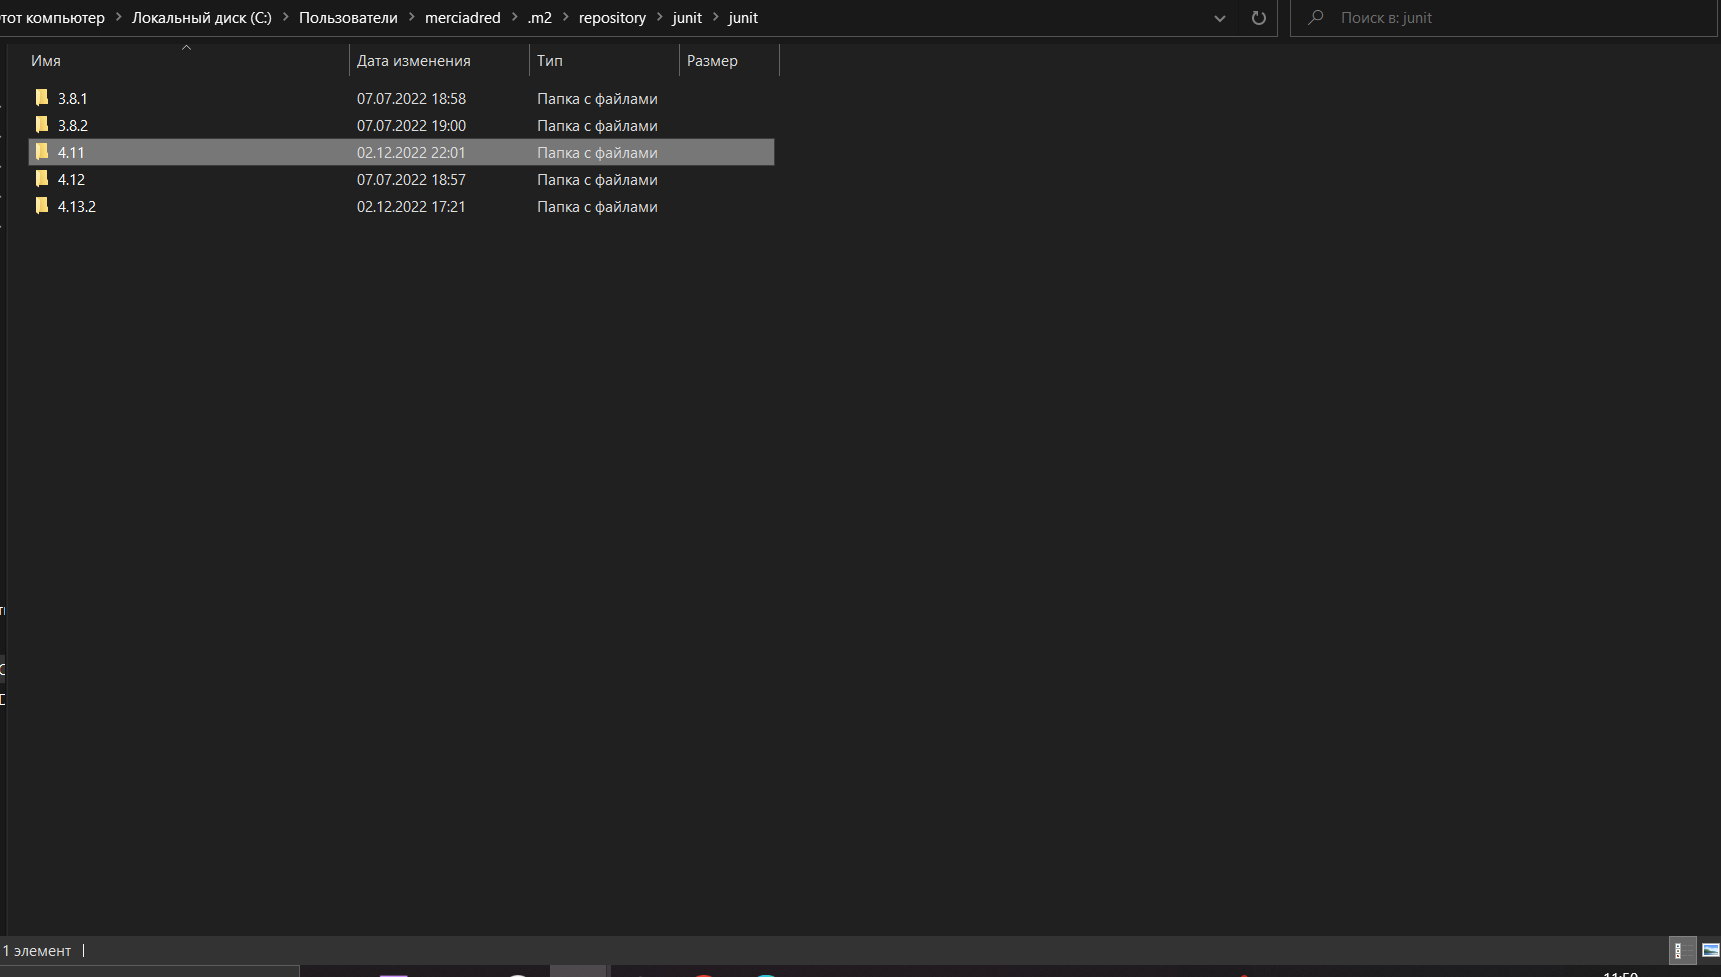 этот компьютер > Локальный диск (C:) > Пользователи > merciadred > .m2 > repository > junit > junit
Поиск в: junit
Имя Дата изменения Тип Размер
3.8.1 07.07.2022 18:58 Папка с файлами
3.8.2 07.07.2022 19:00 Папка с файлами
4.11 02.12.2022 22:01 Папка с файлами
4.12 07.07.2022 18:57 Папка с файлами
4.13.2 02.12.2022 17:21 Папка с файлами
1 элемент